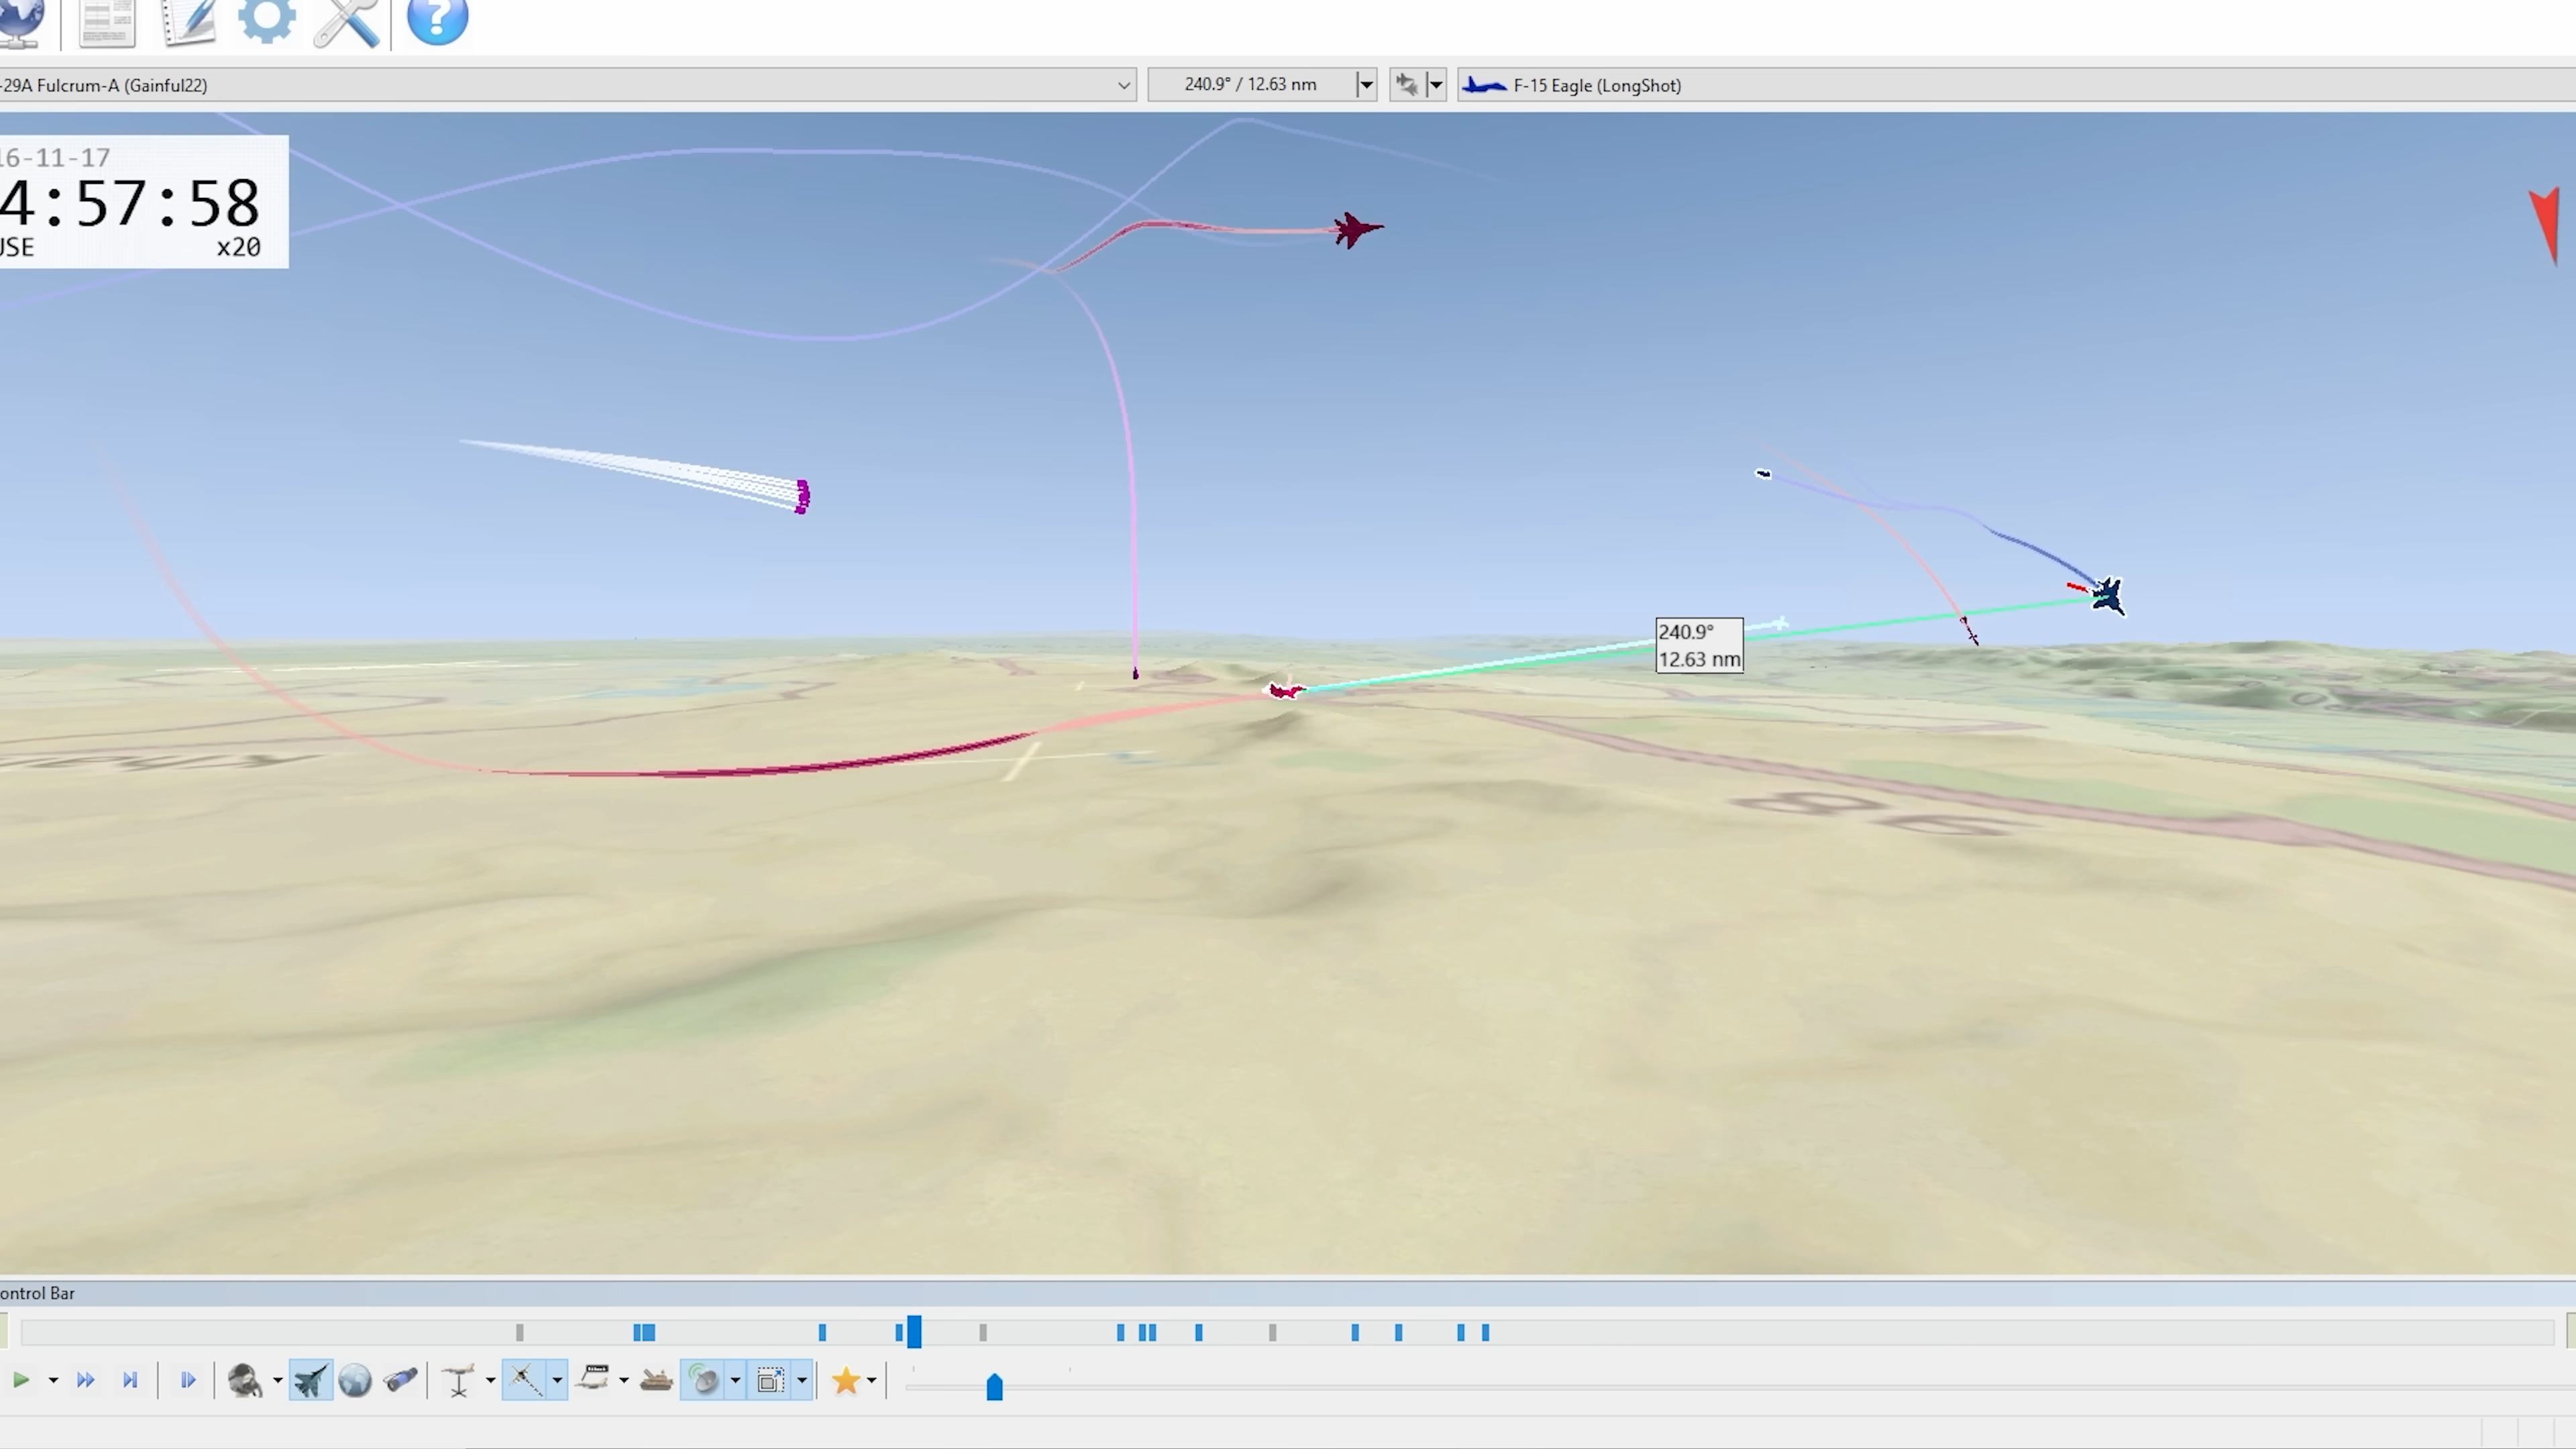 -29A Fulcrum-A (Gainful22)
240.9° / 12.63 nm
F-15 Eagle (LongShot)
16-11-17
4:57:58
USE x20
240.9°
12.63 nm
ontrol Bar